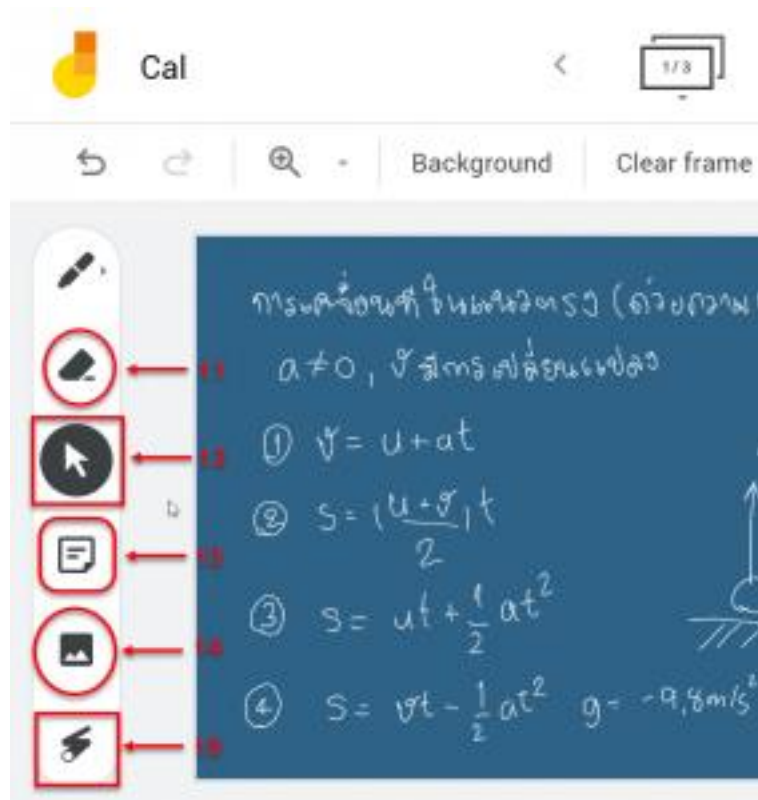 Cal
1/3
Background Clear frame
การเคลื่อนที่ในแนวตรง (ด้วยความ
a ≠ 0, v มีการเปลี่ยนแปลง
11
① v = u + at
12
② s = (u + v / 2) t
③ s = ut + 1/2 at²
14
④ s = vt - 1/2 at² g = -9,8m/s²